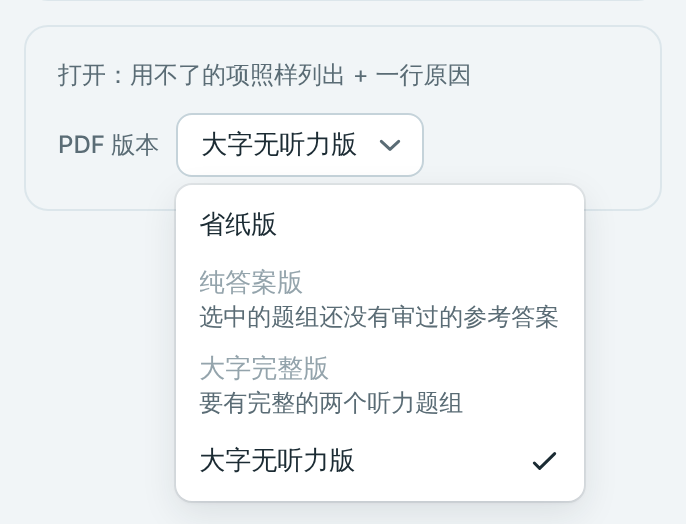 打开：用不了的项照样列出 + 一行原因
PDF 版本
大字无听力版
省纸版
纯答案版
选中的题组还没有审过的参考答案
大字完整版
要有完整的两个听力题组
大字无听力版